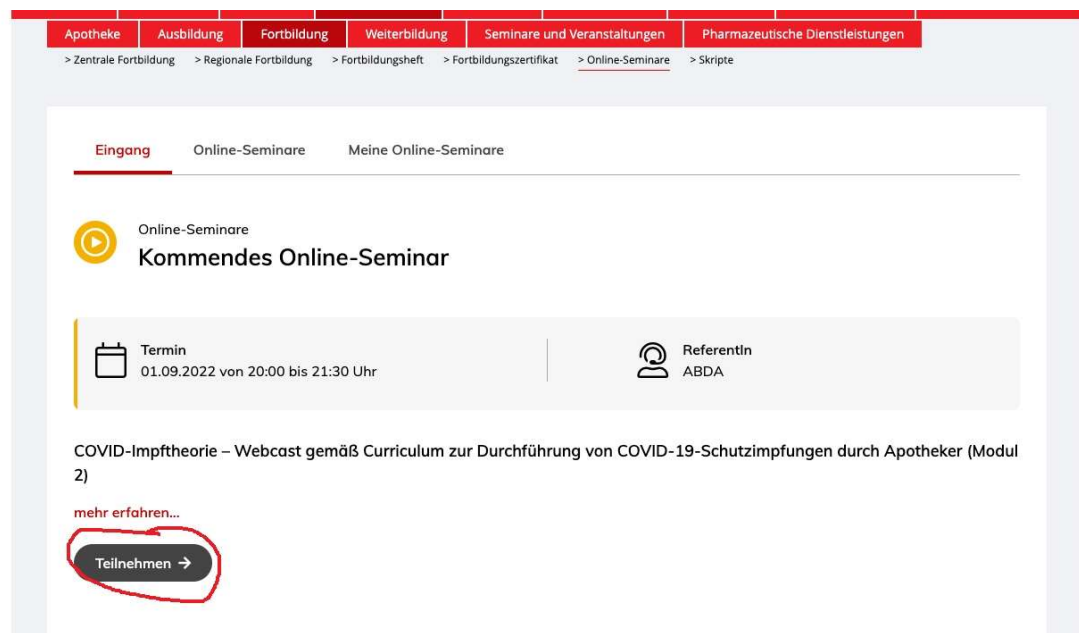 Apotheke Ausbildung Fortbildung Weiterbildung Seminare und Veranstaltungen Pharmazeutische Dienstleistungen
> Zentrale Fortbildung > Regionale Fortbildung > Fortbildungsheft > Fortbildungszertifikat > Online-Seminare > Skripte
Eingang Online-Seminare Meine Online-Seminare
Online-Seminare
Kommendes Online-Seminar
Termin
01.09.2022 von 20:00 bis 21:30 Uhr
ReferentIn
ABDA
COVID-Impftheorie – Webcast gemäß Curriculum zur Durchführung von COVID-19-Schutzimpfungen durch Apotheker (Modul
2)
mehr erfahren...
Teilnehmen →